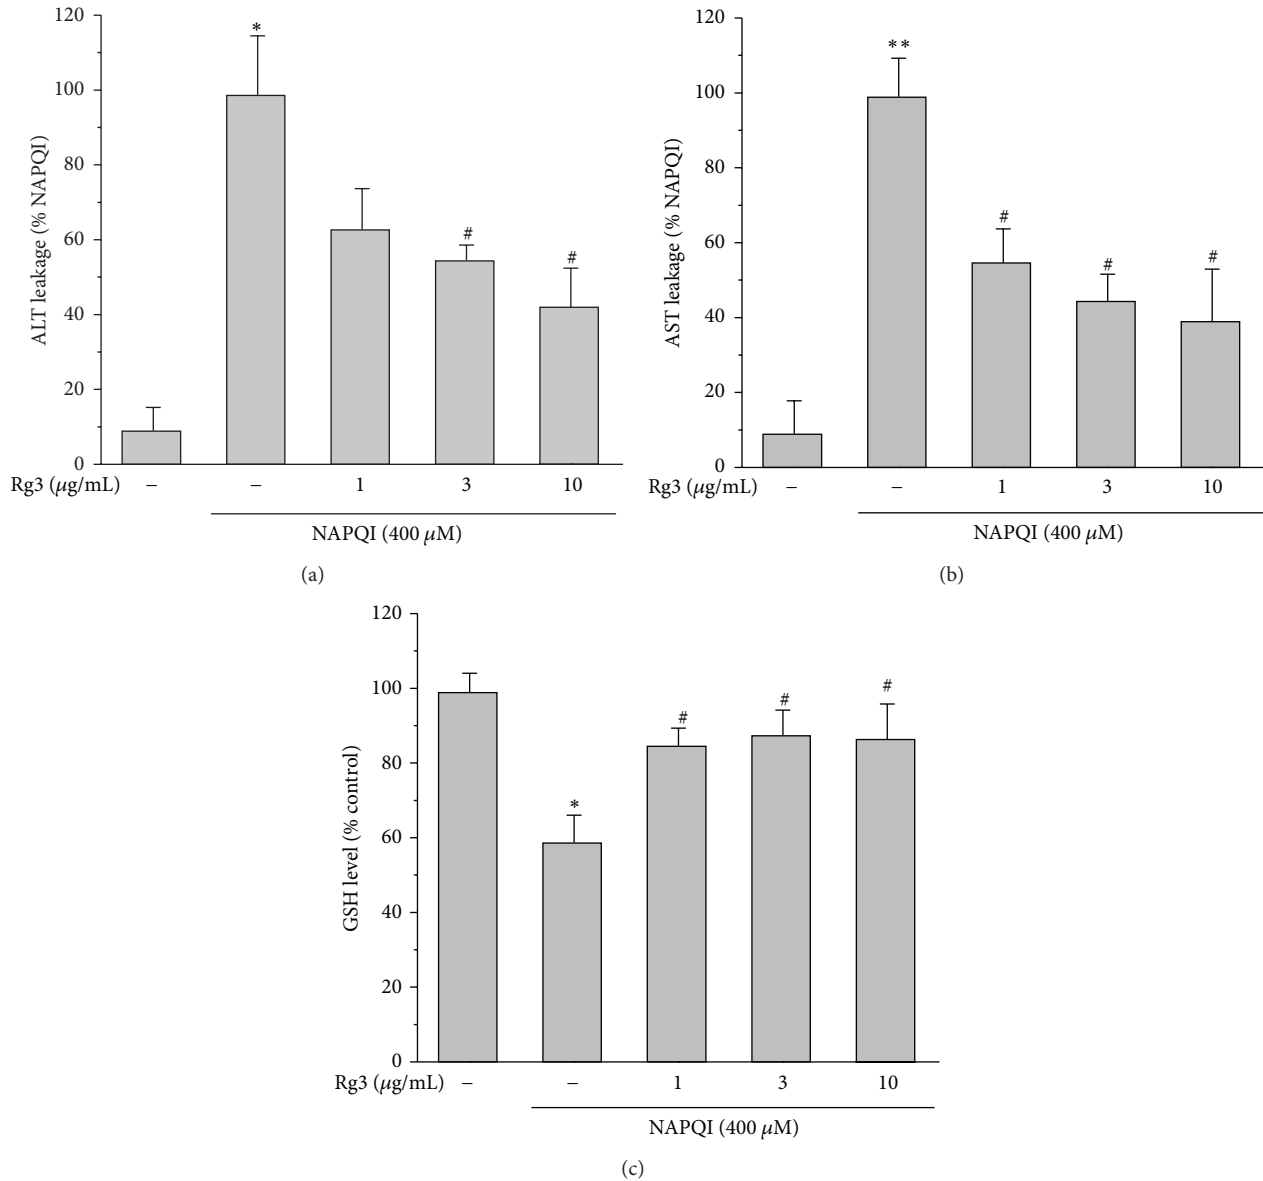 120
100
80
60
40
20
0
ALT leakage (% NAPQI)
*
#
#
Rg3 (μg/mL) – – 1 3 10
NAPQI (400 μM)
(a)
120
100
80
60
40
20
0
AST leakage (% NAPQI)
**
#
#
#
Rg3 (μg/mL) – – 1 3 10
NAPQI (400 μM)
(b)
120
100
80
60
40
20
0
GSH level (% control)
*
#
#
#
Rg3 (μg/mL) – – 1 3 10
NAPQI (400 μM)
(c)